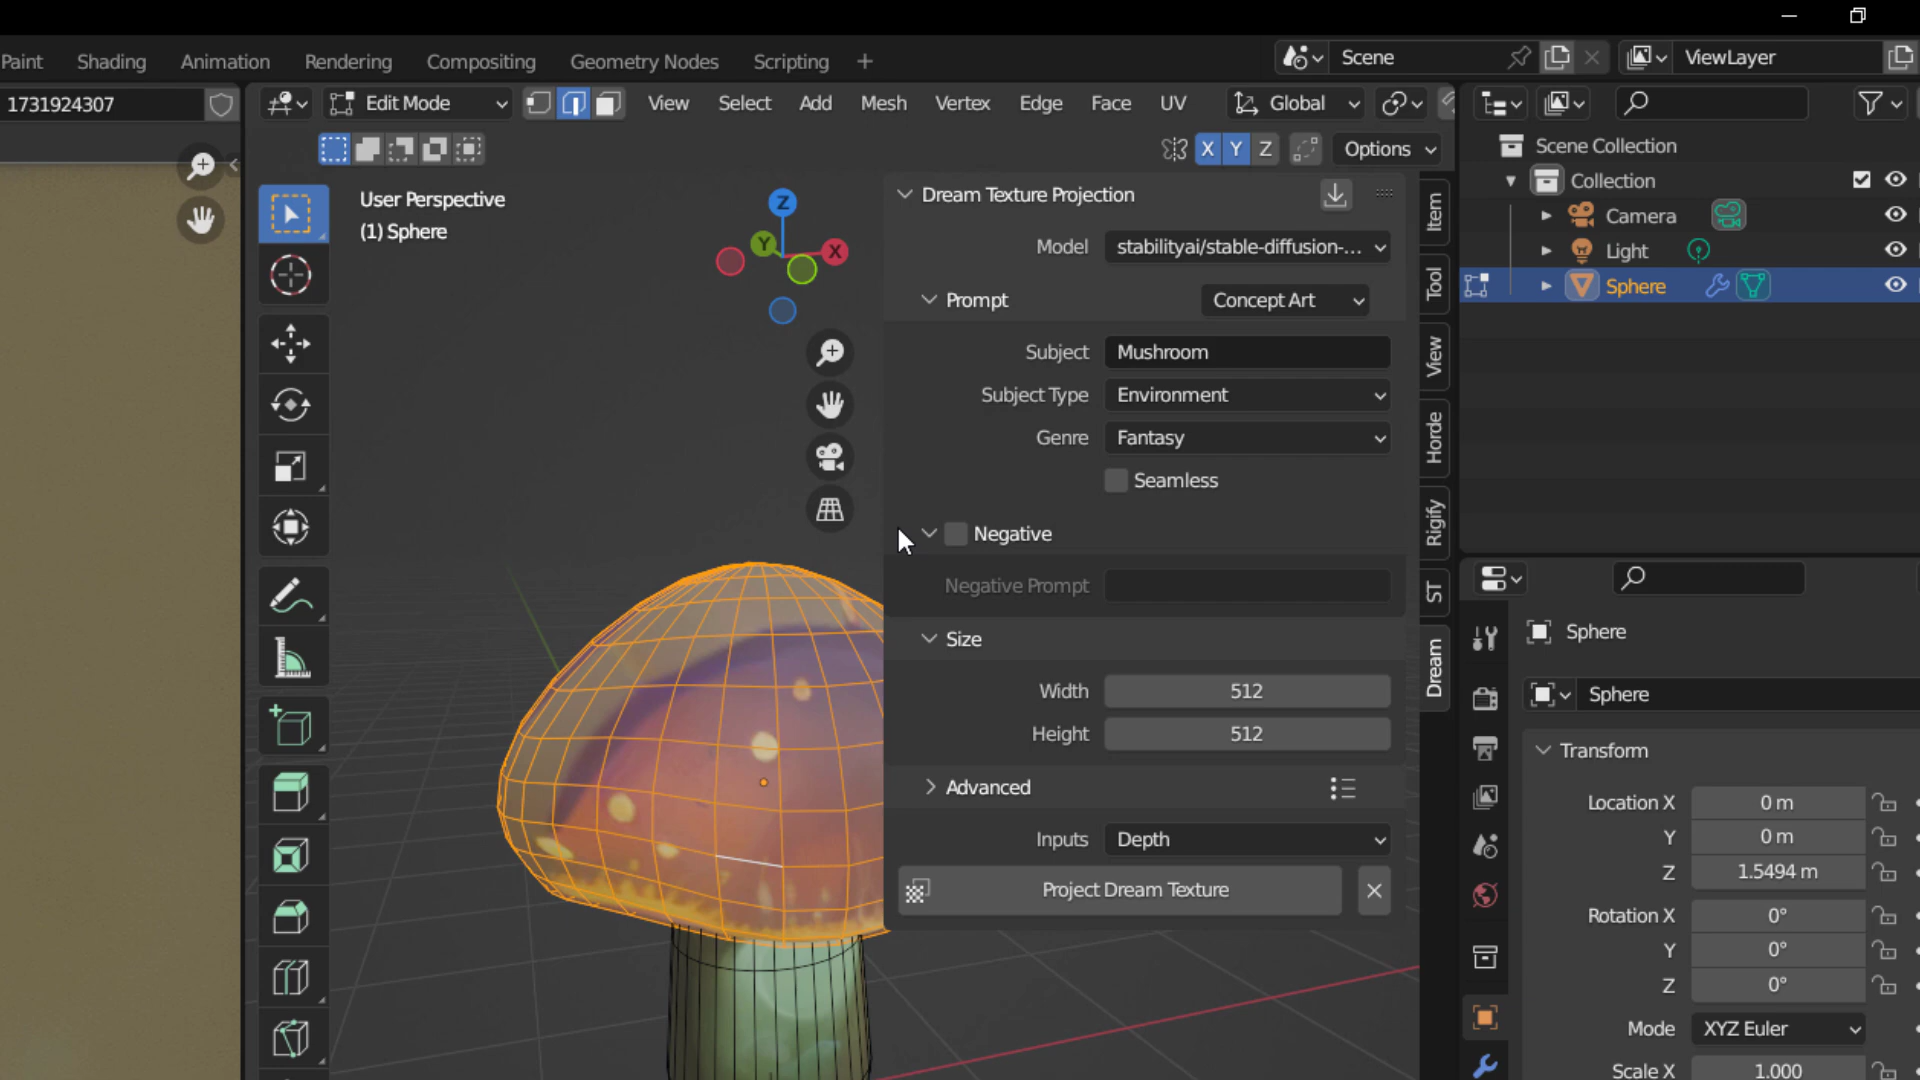 Paint Shading Animation Rendering Compositing Geometry Nodes Scripting + Scene ViewLayer
1731924307 Edit Mode View Select Add Mesh Vertex Edge Face UV Global
X Y Z Options
User Perspective
(1) Sphere
Z
Y
X
Dream Texture Projection
Model stabilityai/stable-diffusion-...
Prompt Concept Art
Subject Mushroom
Subject Type Environment
Genre Fantasy
Seamless
Negative
Negative Prompt
Size
Width 512
Height 512
Advanced
Inputs Depth
Project Dream Texture
Item
Tool
View
Horde
Rigify
ST
Dream
Scene Collection
Collection
Camera
Light
Sphere
Sphere
Sphere
Transform
Location X 0 m
Y 0 m
Z 1.5494 m
Rotation X 0°
Y 0°
Z 0°
Mode XYZ Euler
Scale X 1.000